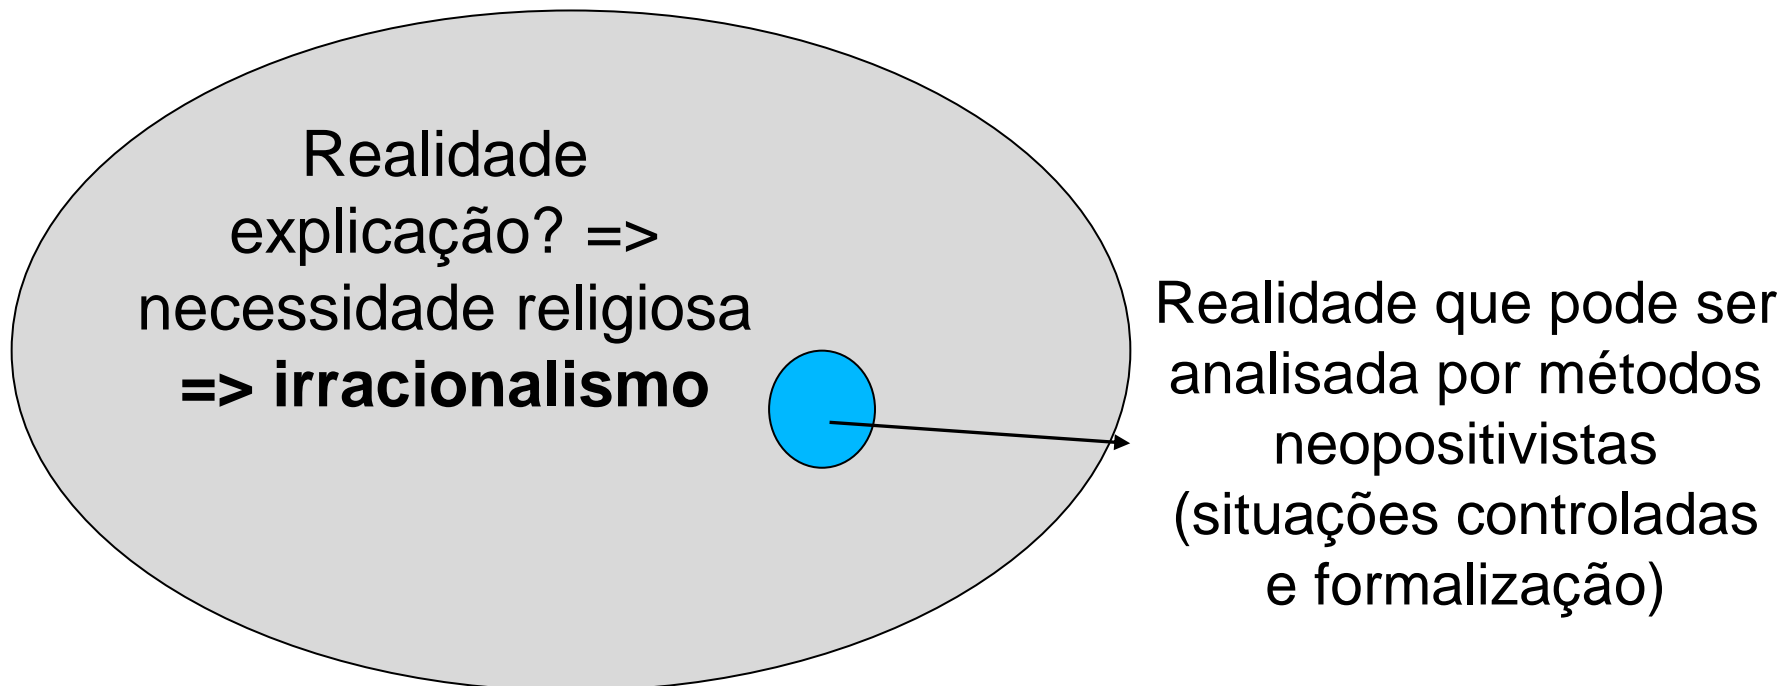 Realidade
explicação? =>
necessidade religiosa
=> irracionalismo
Realidade que pode ser
analisada por métodos
neopositivistas
(situações controladas
e formalização)